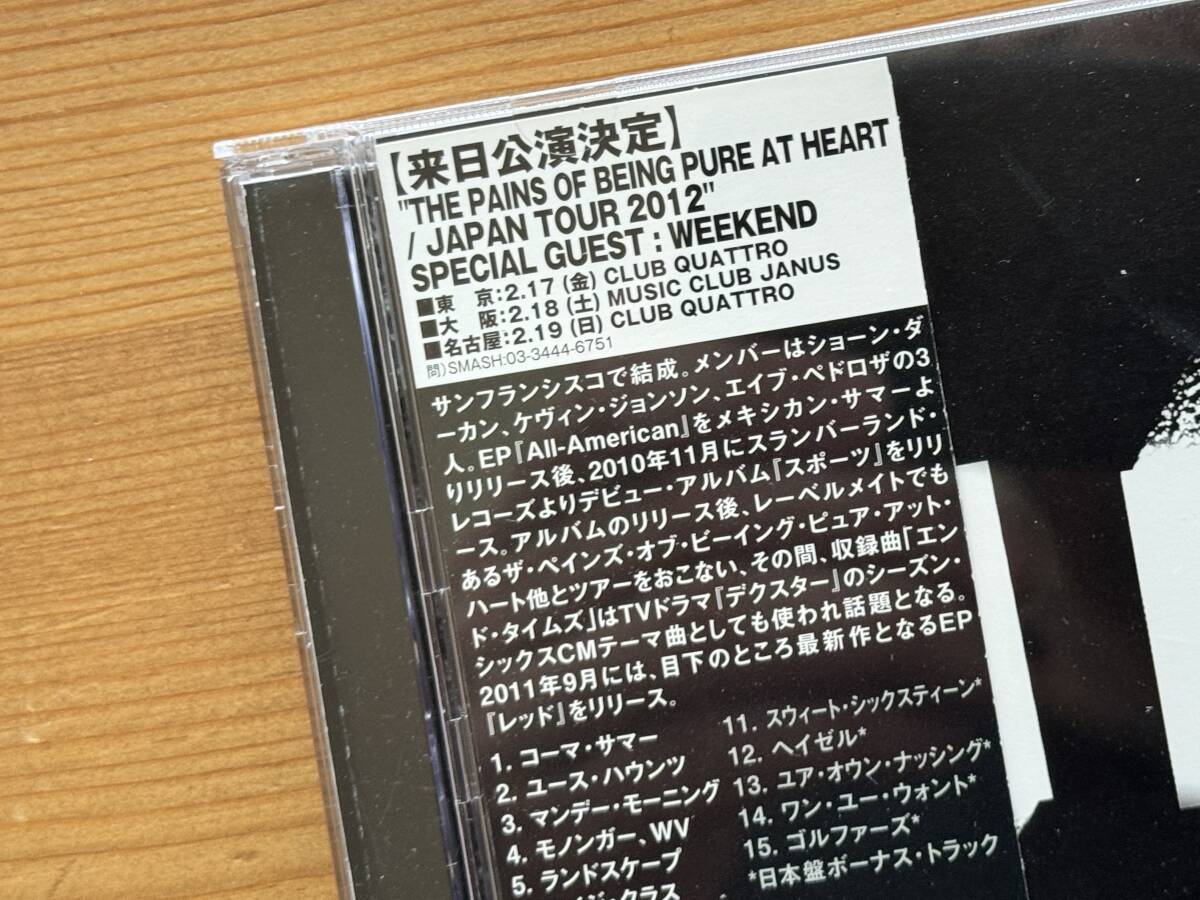 【来日公演決定】
"THE PAINS OF BEING PURE AT HEART
/ JAPAN TOUR 2012"
SPECIAL GUEST : WEEKEND
■東 京:2.17 (金) CLUB QUATTRO
■大 阪:2.18 (土) MUSIC CLUB JANUS
■名古屋:2.19 (日) CLUB QUATTRO
問)SMASH:03-3444-6751
サンフランシスコで結成。メンバーはショーン・ダ
ーカン、ケヴィン・ジョンソン、エイブ・ペドロザの3
人。EP『All-American』をメキシカン・サマーよ
りリリース後、2010年11月にスランバーランド・
レコーズよりデビュー・アルバム『スポーツ』をリリ
ース。アルバムのリリース後、レーベルメイトでも
あるザ・ペインズ・オブ・ビーイング・ピュア・アット・
ハート他とツアーをおこない、その間、収録曲「エン
ド・タイムズ」はTVドラマ『デクスター』のシーズン・
シックスCMテーマ曲としても使われ話題となる。
2011年9月には、目下のところ最新作となるEP
『レッド』をリリース。
1. コーマ・サマー
2. ユース・ハウンツ
3. マンデー・モーニング
4. モノンガー、WV
5. ランドスケープ
11. スウィート・シックスティーン*
12. ヘイゼル*
13. ユア・オウン・ナッシング*
14. ワン・ユー・ウォント*
15. ゴルファーズ*
*日本盤ボーナス・トラック